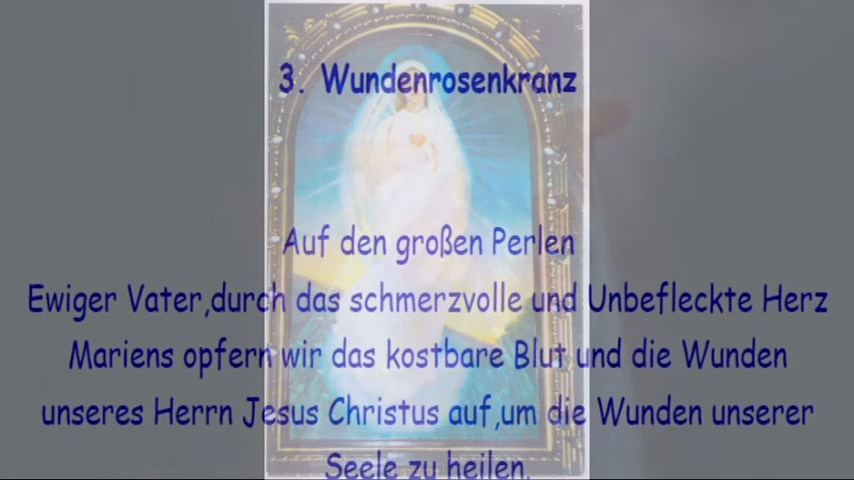 3. Wundenrosenkranz
Auf den großen Perlen
Ewiger Vater,durch das schmerzvolle und Unbefleckte Herz
Mariens opfern wir das kostbare Blut und die Wunden
unseres Herrn Jesus Christus auf,um die Wunden unserer
Seele zu heilen.